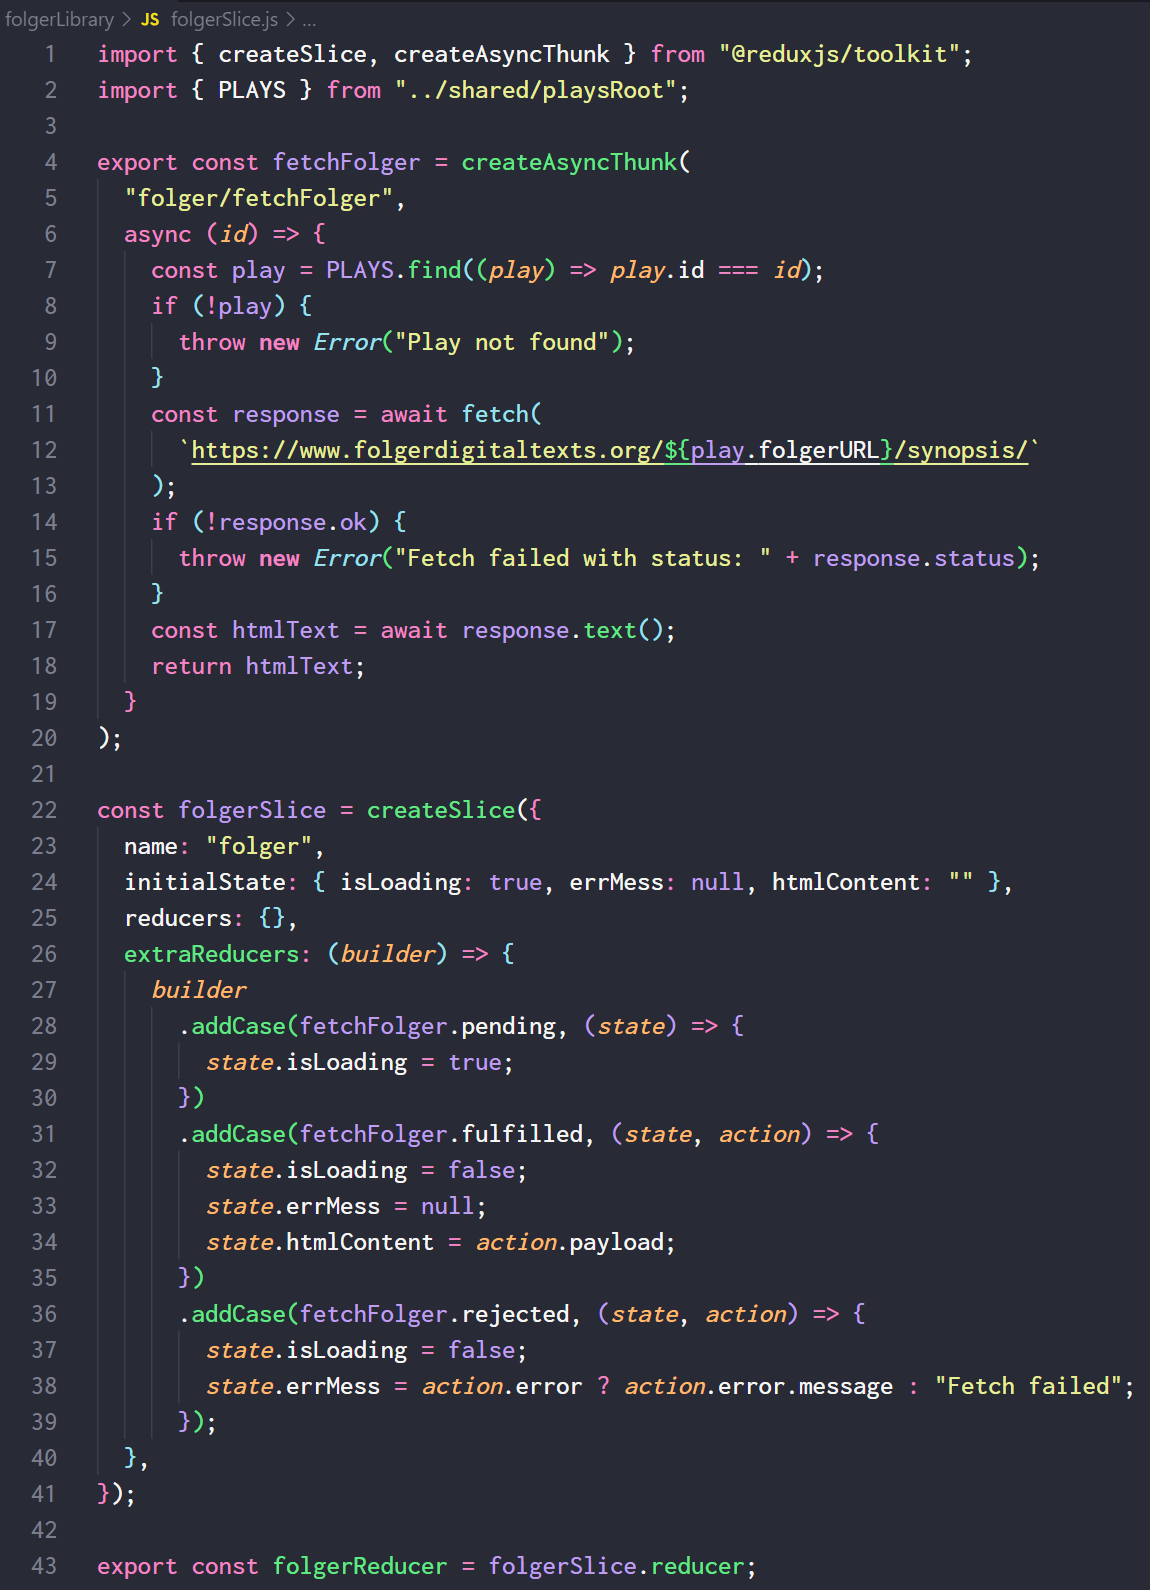 folgerLibrary > JS folgerSlice.js > ...
1 import { createSlice, createAsyncThunk } from "@reduxjs/toolkit";
2 import { PLAYS } from "../shared/playsRoot";
3
4 export const fetchFolger = createAsyncThunk(
5   "folger/fetchFolger",
6   async (id) => {
7     const play = PLAYS.find((play) => play.id === id);
8     if (!play) {
9       throw new Error("Play not found");
10     }
11     const response = await fetch(
12       `https://www.folgerdigitaltexts.org/${play.folgerURL}/synopsis/`
13     );
14     if (!response.ok) {
15       throw new Error("Fetch failed with status: " + response.status);
16     }
17     const htmlText = await response.text();
18     return htmlText;
19   }
20 );
21
22 const folgerSlice = createSlice({
23   name: "folger",
24   initialState: { isLoading: true, errMess: null, htmlContent: "" },
25   reducers: {},
26   extraReducers: (builder) => {
27     builder
28       .addCase(fetchFolger.pending, (state) => {
29         state.isLoading = true;
30       })
31       .addCase(fetchFolger.fulfilled, (state, action) => {
32         state.isLoading = false;
33         state.errMess = null;
34         state.htmlContent = action.payload;
35       })
36       .addCase(fetchFolger.rejected, (state, action) => {
37         state.isLoading = false;
38         state.errMess = action.error ? action.error.message : "Fetch failed";
39       });
40   },
41 });
42
43 export const folgerReducer = folgerSlice.reducer;